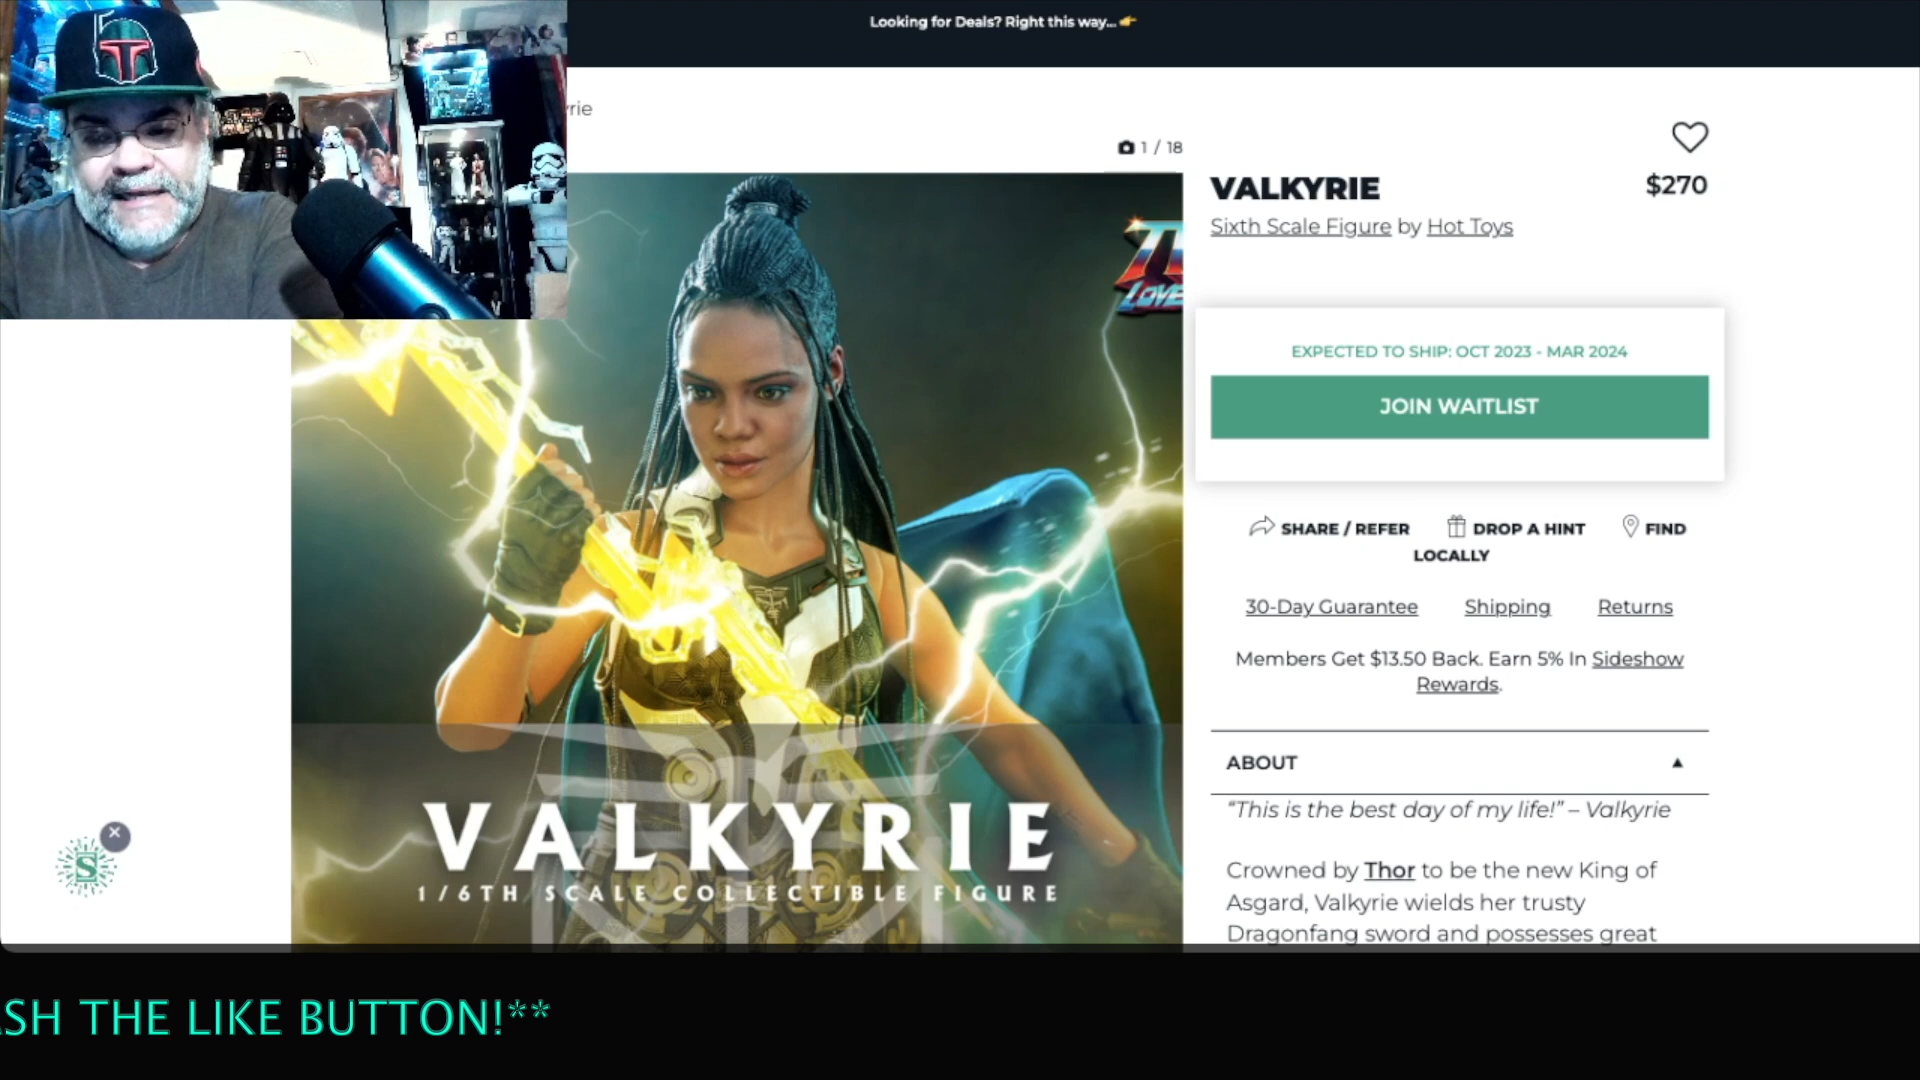 Looking for Deals? Right this way...
rie
1 / 18
VALKYRIE
$270
Sixth Scale Figure by Hot Toys
EXPECTED TO SHIP: OCT 2023 - MAR 2024
JOIN WAITLIST
SHARE / REFER
DROP A HINT
FIND
LOCALLY
30-Day Guarantee
Shipping
Returns
Members Get $13.50 Back. Earn 5% In Sideshow
Rewards.
ABOUT
“This is the best day of my life!” – Valkyrie
Crowned by Thor to be the new King of
Asgard, Valkyrie wields her trusty
Dragonfang sword and possesses great
LOVE
VALKYRIE
1/6TH SCALE COLLECTIBLE FIGURE
S
SH THE LIKE BUTTON!**